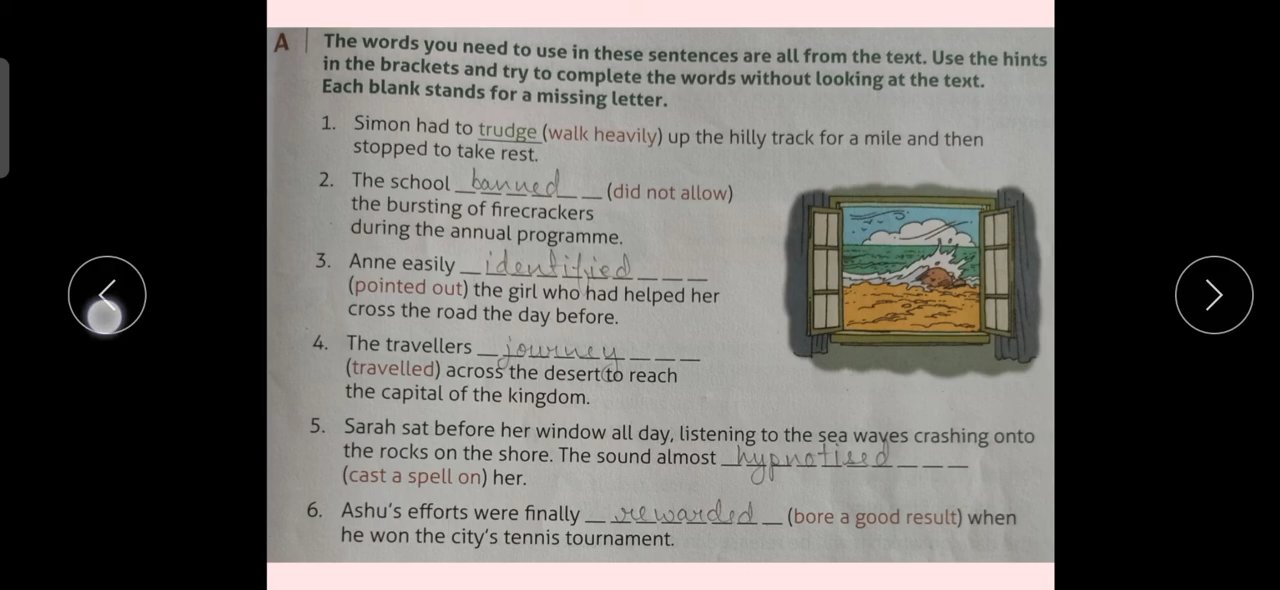 A The words you need to use in these sentences are all from the text. Use the hints
in the brackets and try to complete the words without looking at the text.
Each blank stands for a missing letter.
1. Simon had to trudge (walk heavily) up the hilly track for a mile and then
stopped to take rest.
2. The school banned (did not allow)
the bursting of firecrackers
during the annual programme.
3. Anne easily identified
(pointed out) the girl who had helped her
cross the road the day before.
4. The travellers journey
(travelled) across the desert to reach
the capital of the kingdom.
5. Sarah sat before her window all day, listening to the sea waves crashing onto
the rocks on the shore. The sound almost hypnotised
(cast a spell on) her.
6. Ashu's efforts were finally rewarded (bore a good result) when
he won the city's tennis tournament.